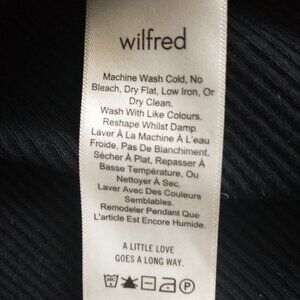 wilfred
Machine Wash Cold, No
Bleach, Dry Flat, Low Iron, Or
Dry Clean.
Wash With Like Colours.
Reshape Whilst Damp.
Laver À La Machine À L'eau
Froide, Pas De Blanchiment,
Sécher À Plat, Repasser À
Basse Température, Ou
Nettoyer À Sec.
Laver Avec Des Couleurs
Semblables.
Remodeler Pendant Que
L'article Est Encore Humide.
A LITTLE LOVE
GOES A LONG WAY.